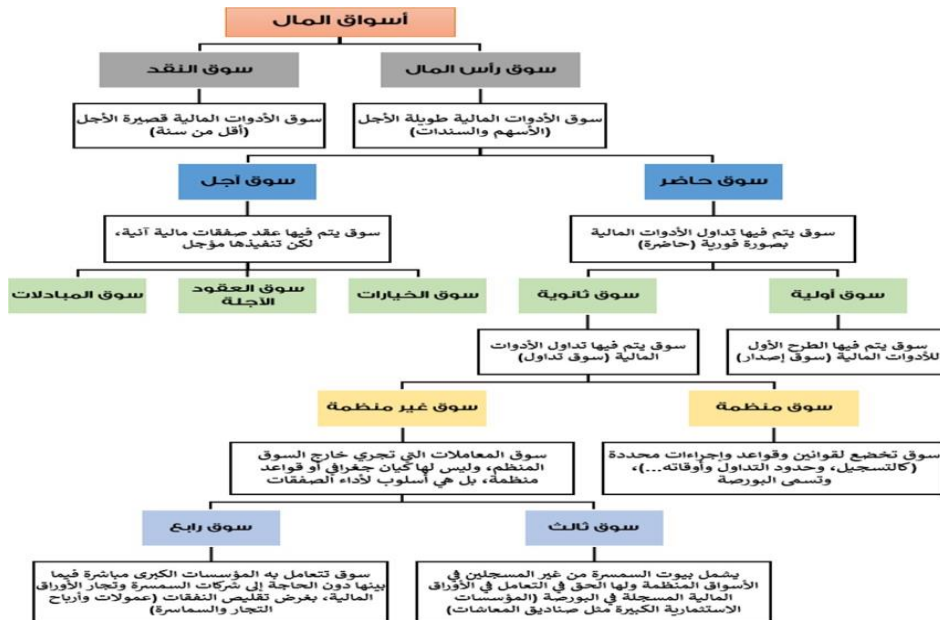 أسواق المال
سوق رأس المال
سوق النقد
سوق الأدوات المالية طويلة الأجل
(الأسهم والسندات)
سوق الأدوات المالية قصيرة الأجل
(أقل من سنة)
سوق حاضر
سوق آجل
سوق يتم فيها تداول الأدوات المالية
بصورة فورية (حاضرة)
سوق يتم فيها عقد صفقات مالية آنية،
لكن تنفيذها مؤجل
سوق أولية
سوق ثانوية
سوق الخيارات
سوق العقود
الآجلة
سوق المبادلات
سوق يتم فيها الطرح الأول
للأدوات المالية (سوق إصدار)
سوق يتم فيها تداول الأدوات
المالية (سوق تداول)
سوق منظمة
سوق غير منظمة
سوق تخضع لقوانين وقواعد وإجراءات محددة
(كالتسجيل، وحدود التداول وأوقاته...)،
وتسمى البورصة
سوق المعاملات التي تجري خارج السوق
المنظم، وليس لها كيان جغرافي أو قواعد
منظمة، بل هي أسلوب لأداء الصفقات
سوق ثالث
سوق رابع
يشمل بيوت السمسرة من غير المسجلين في
الأسواق المنظمة ولها الحق في التعامل في الأوراق
المالية المسجلة في البورصة (المؤسسات
الاستثمارية الكبيرة مثل صناديق المعاشات)
سوق تتعامل به المؤسسات الكبرى مباشرة فيما
بينها دون الحاجة إلى شركات السمسرة وتجار الأوراق
المالية، بغرض تقليص النفقات (عمولات وأرباح
التجار والسماسرة)